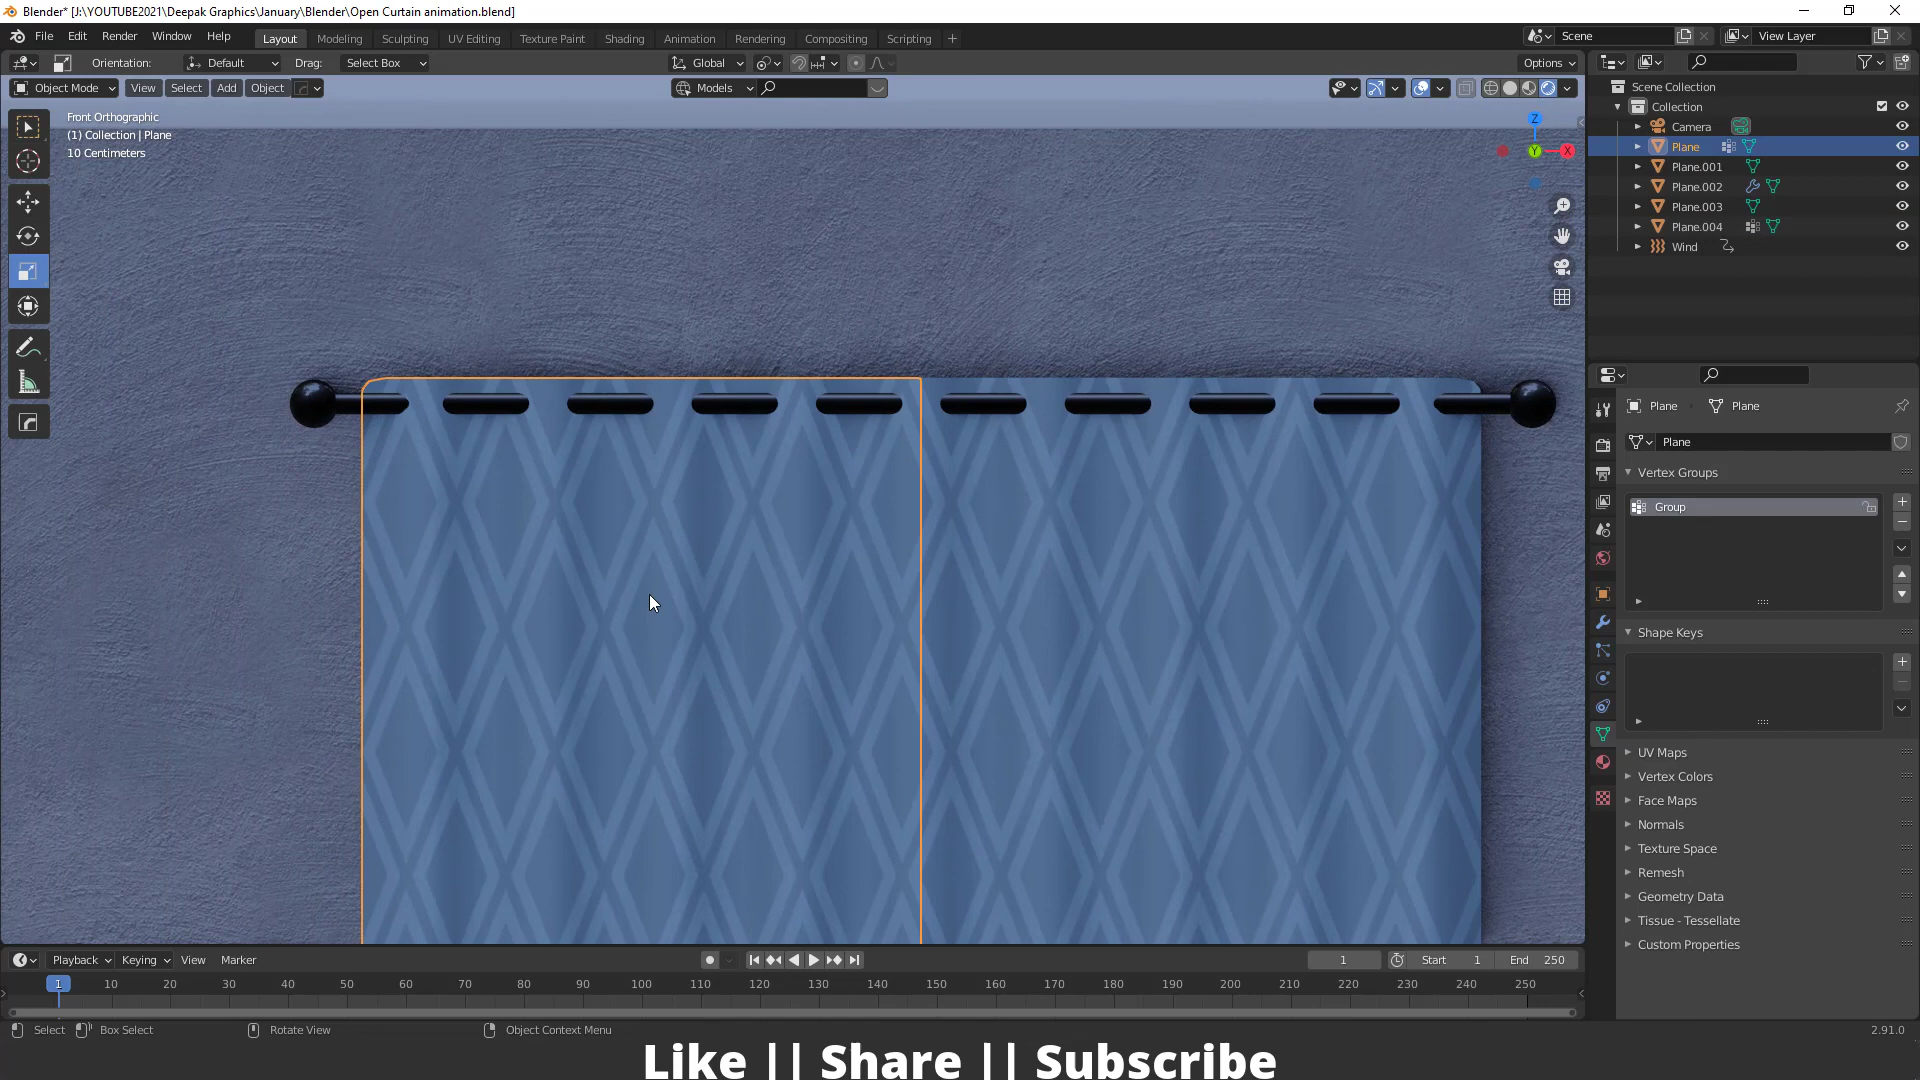 Blender* [J:\YOUTUBE2021\Deepak Graphics\January\Blender\Open Curtain animation.blend]
File Edit Render Window Help Layout Modeling Sculpting UV Editing Texture Paint Shading Animation Rendering Compositing Scripting + Scene View Layer
Orientation: Default Drag: Select Box Global Options
Object Mode View Select Add Object Models
Front Orthographic
(1) Collection | Plane
10 Centimeters
Z
Y
X
Scene Collection
Collection
Camera
Plane
Plane.001
Plane.002
Plane.003
Plane.004
Wind
Plane Plane
Plane
Vertex Groups
Group
Shape Keys
UV Maps
Vertex Colors
Face Maps
Normals
Texture Space
Remesh
Geometry Data
Tissue - Tessellate
Custom Properties
Playback Keying View Marker 1 Start 1 End 250
1 10 20 30 40 50 60 70 80 90 100 110 120 130 140 150 160 170 180 190 200 210 220 230 240 250
Select Box Select Rotate View Object Context Menu 2.91.0
Like || Share || Subscribe